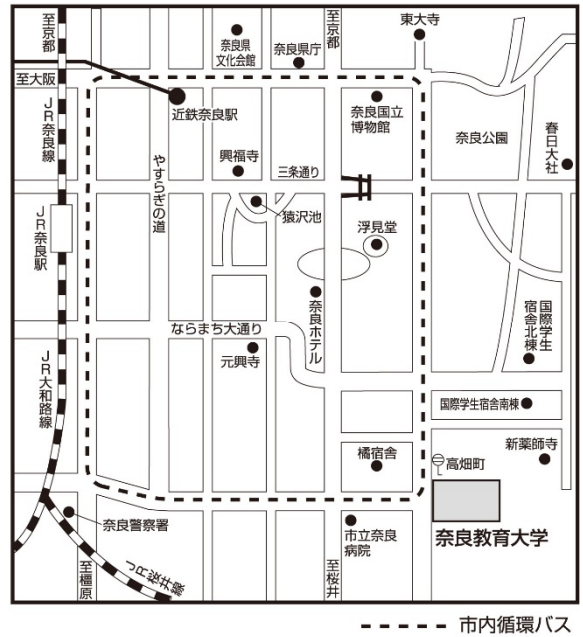 至京都
奈良県
文化会館
奈良県庁
至京都
東大寺
至大阪
近鉄奈良駅
奈良国立
博物館
奈良公園
春日大社
JR奈良線
やすらぎの道
興福寺
三条通り
猿沢池
浮見堂
JR奈良駅
奈良ホテル
国際学生
宿舎北棟
ならまち大通り
元興寺
JR大和路線
国際学生宿舎南棟
橘宿舎
高畑町
新薬師寺
奈良警察署
市立奈良
病院
奈良教育大学
至橿原
JR桜井線
至桜井
市内循環バス